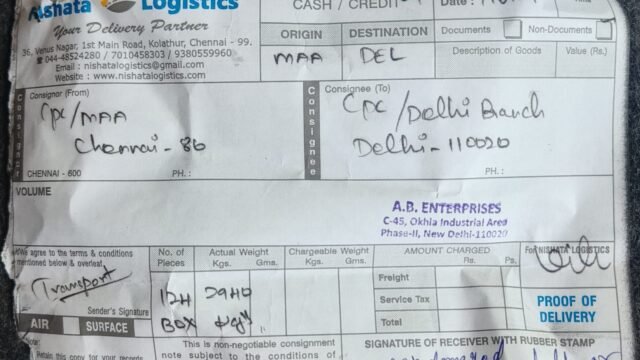 Nishata Logistics
Your Delivery Partner
36, Venus Nagar, 1st Main Road, Kolathur, Chennai - 99.
☎ 044-48524280 / 7010458303 / 9380559960
Email : nishatalogistics@gmail.com
Website : www.nishatalogistics.com
CASH / CREDIT
Date :
ORIGIN
DESTINATION
Documents
Non-Documents
MAA
DEL
Description of Goods
Value (Rs.)
Consignor
Consignor (From)
Cpc/MAA
Chennai - 86
CHENNAI - 600
PH. :
Consignee
Consignee (To)
Cpc/Delhi Branch
Delhi - 110020
PH. :
VOLUME
A.B. ENTERPRISES
C-45, Okhla Industrial Area
Phase-II, New Delhi-110020
I/We agree to the terms & conditions
mentioned below & overleaf.
Transport
Sender's Signature
AIR
SURFACE
No. of
Pieces
Actual Weight
Kgs. Gms.
Chargeable Weight
Kgs. Gms.
AMOUNT CHARGED
Rs. Ps.
For NISHATA LOGISTICS
BOX
Freight
Service Tax
Total
PROOF OF
DELIVERY
Note:
Retain this copy for records
This is non-negotiable consignment
note subject to the conditions of
SIGNATURE OF RECEIVER WITH RUBBER STAMP